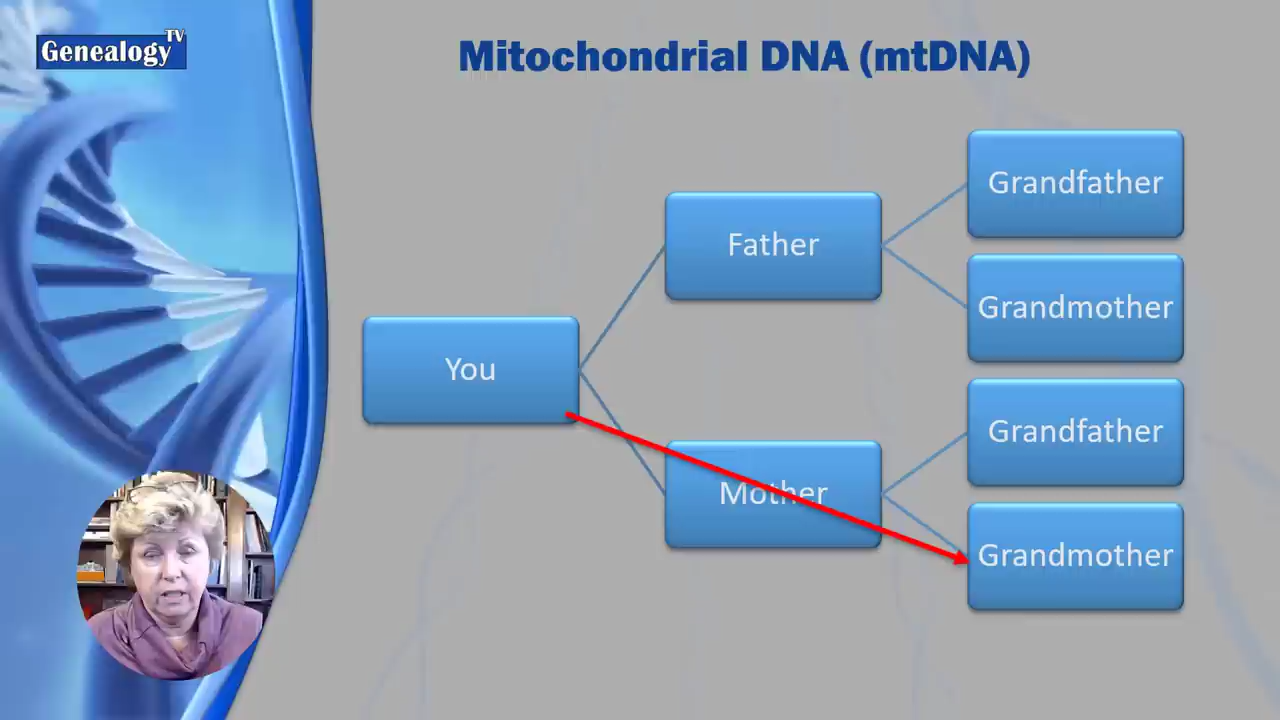 Genealogy TV
Mitochondrial DNA (mtDNA)
Grandfather
Father
Grandmother
You
Grandfather
Mother
Grandmother